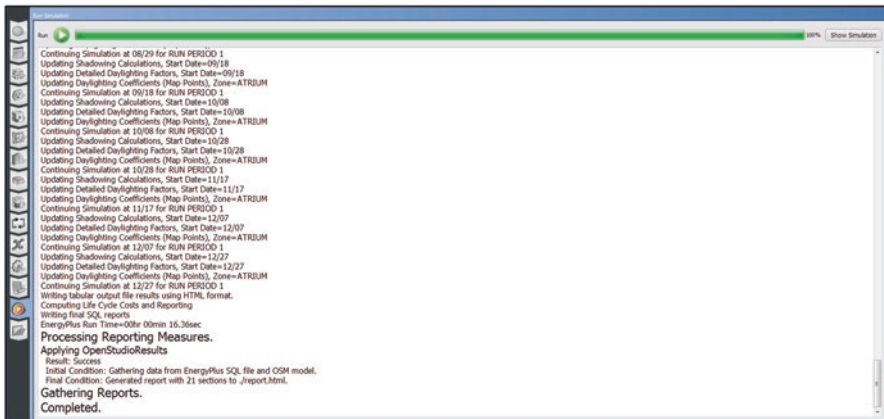 Run Simulation
Run
100%
Show Simulation
Continuing Simulation at 08/29 for RUN PERIOD 1
Updating Shadowing Calculations, Start Date=09/18
Updating Detailed Daylighting Factors, Start Date=09/18
Updating Daylighting Coefficients (Map Points), Zone=ATRIUM
Continuing Simulation at 09/18 for RUN PERIOD 1
Updating Shadowing Calculations, Start Date=10/08
Updating Detailed Daylighting Factors, Start Date=10/08
Updating Daylighting Coefficients (Map Points), Zone=ATRIUM
Continuing Simulation at 10/08 for RUN PERIOD 1
Updating Shadowing Calculations, Start Date=10/28
Updating Detailed Daylighting Factors, Start Date=10/28
Updating Daylighting Coefficients (Map Points), Zone=ATRIUM
Continuing Simulation at 10/28 for RUN PERIOD 1
Updating Shadowing Calculations, Start Date=11/17
Updating Detailed Daylighting Factors, Start Date=11/17
Updating Daylighting Coefficients (Map Points), Zone=ATRIUM
Continuing Simulation at 11/17 for RUN PERIOD 1
Updating Shadowing Calculations, Start Date=12/07
Updating Detailed Daylighting Factors, Start Date=12/07
Updating Daylighting Coefficients (Map Points), Zone=ATRIUM
Continuing Simulation at 12/07 for RUN PERIOD 1
Updating Shadowing Calculations, Start Date=12/27
Updating Detailed Daylighting Factors, Start Date=12/27
Updating Daylighting Coefficients (Map Points), Zone=ATRIUM
Continuing Simulation at 12/27 for RUN PERIOD 1
Writing tabular output file results using HTML format.
Computing Life Cycle Costs and Reporting
Writing final SQL reports
EnergyPlus Run Time=00hr 00min 16.36sec
Processing Reporting Measures.
Applying OpenStudioResults
Result: Success
Initial Condition: Gathering data from EnergyPlus SQL file and OSM model.
Final Condition: Generated report with 21 sections to ./report.html.
Gathering Reports.
Completed.